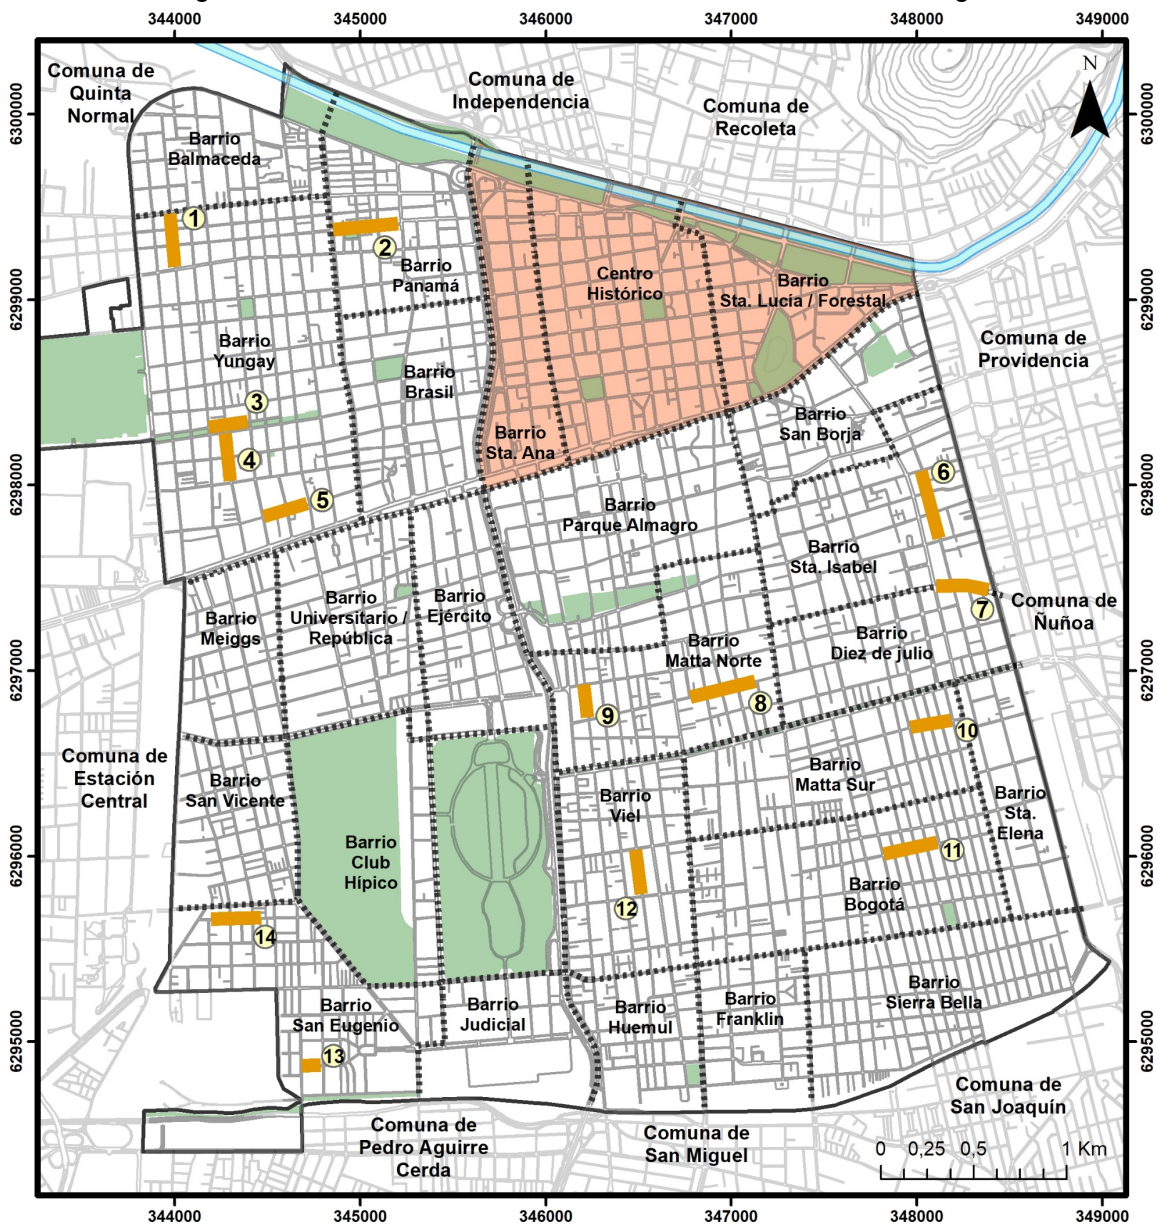 344000
345000
346000
347000
348000
349000
Comuna de
Quinta
Normal
Comuna de
Independencia
Comuna de
Recoleta
N
6300000
6300000
Barrio
Balmaceda
1
2
Barrio
Panamá
Centro
Histórico
Barrio
Sta. Lucía / Forestal
6299000
6299000
Barrio
Yungay
Barrio
Brasil
Comuna de
Providencia
3
4
5
Barrio
Sta. Ana
Barrio
San Borja
6298000
6298000
6
Barrio
Parque Almagro
Barrio
Sta. Isabel
7
Comuna de
Ñuñoa
Barrio
Meiggs
Barrio
Universitario /
República
Barrio
Ejército
Barrio
Matta Norte
Barrio
Diez de julio
6297000
6297000
8
9
10
Comuna de
Estación
Central
Barrio
San Vicente
Barrio
Club
Hípico
Barrio
Viel
Barrio
Matta Sur
Barrio
Sta.
Elena
6296000
6296000
11
Barrio
Bogotá
12
14
Barrio
San Eugenio
Barrio
Judicial
Barrio
Huemul
Barrio
Franklin
Barrio
Sierra Bella
6295000
6295000
13
Comuna de
San Joaquín
Comuna de
Pedro Aguirre
Cerda
Comuna de
San Miguel
0 0,25 0,5 1 Km
344000
345000
346000
347000
348000
349000